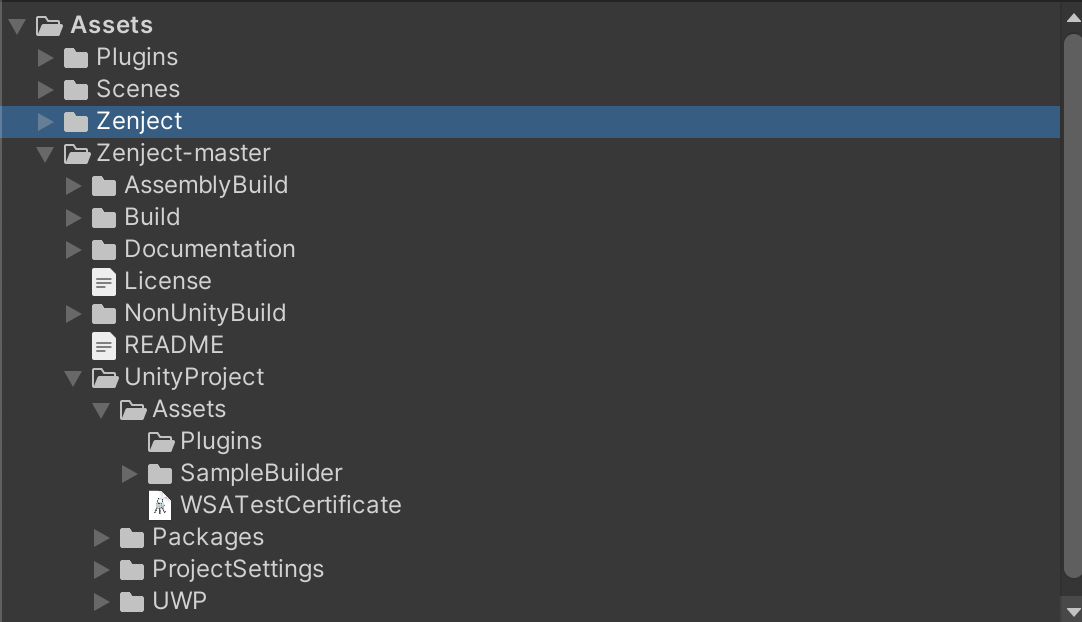 Assets
Plugins
Scenes
Zenject
Zenject-master
AssemblyBuild
Build
Documentation
License
NonUnityBuild
README
UnityProject
Assets
Plugins
SampleBuilder
WSATestCertificate
Packages
ProjectSettings
UWP